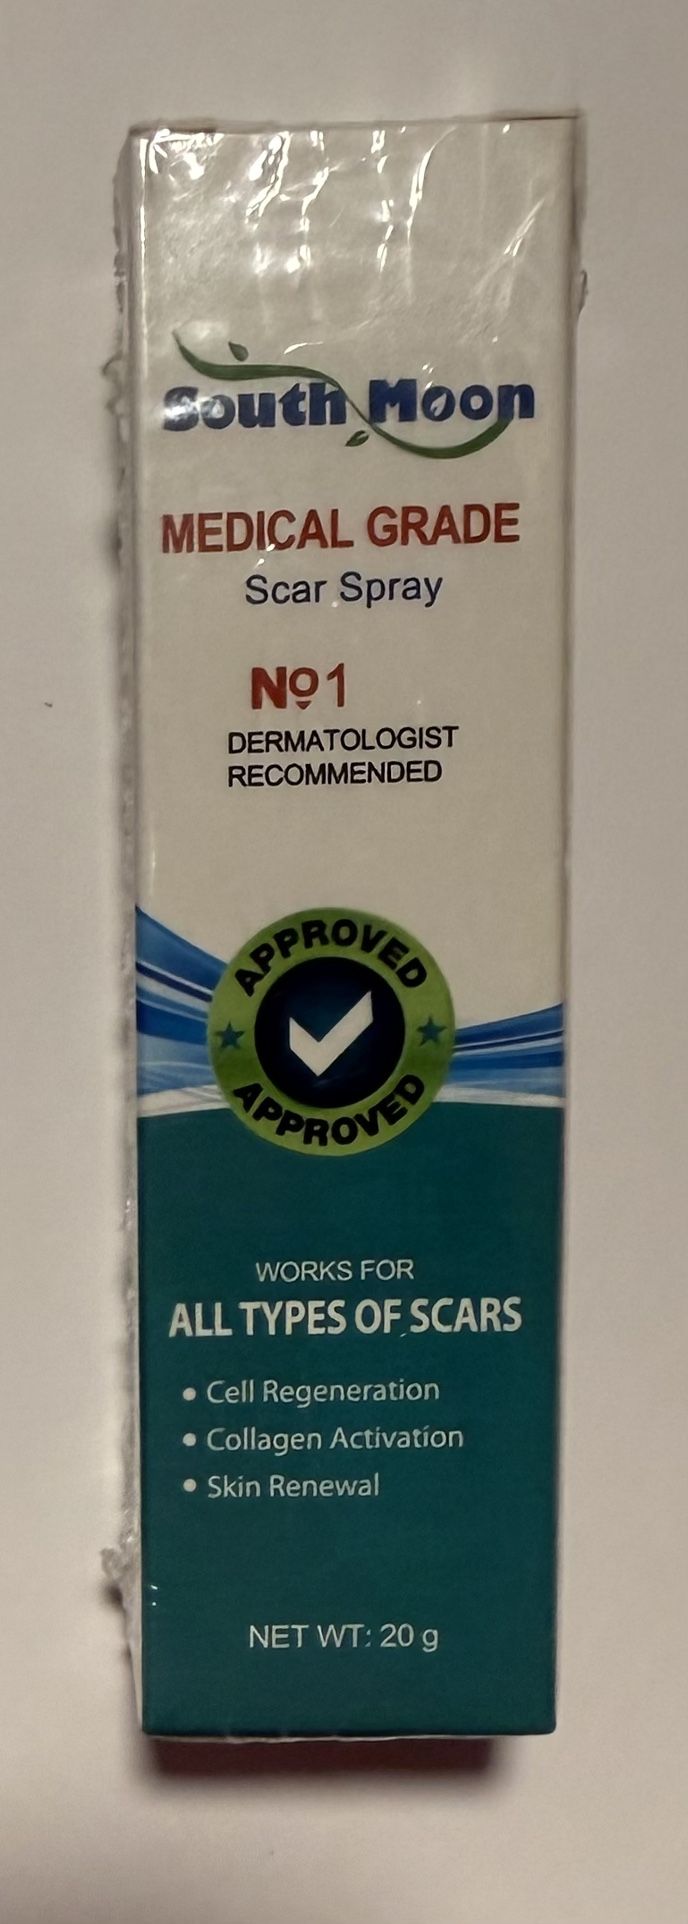 South Moon
MEDICAL GRADE
Scar Spray
№1
DERMATOLOGIST
RECOMMENDED
APPROVED
APPROVED
WORKS FOR
ALL TYPES OF SCARS
• Cell Regeneration
• Collagen Activation
• Skin Renewal
NET WT: 20 g